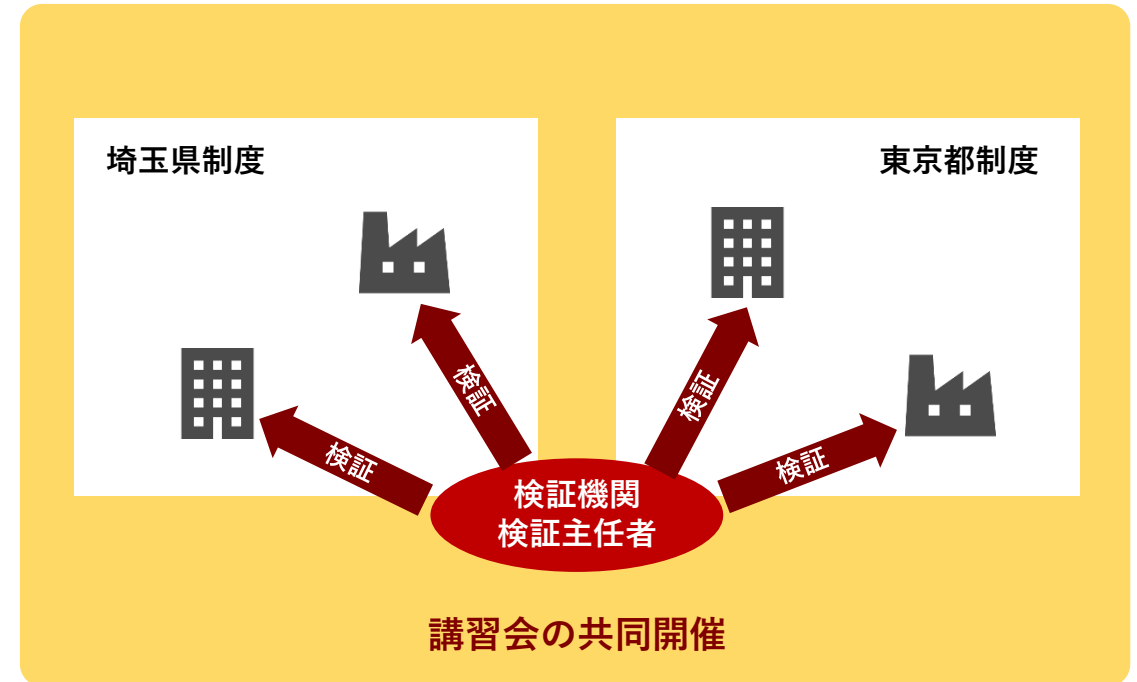 埼玉県制度
東京都制度
検証
検証
検証
検証
検証機関
検証主任者
講習会の共同開催